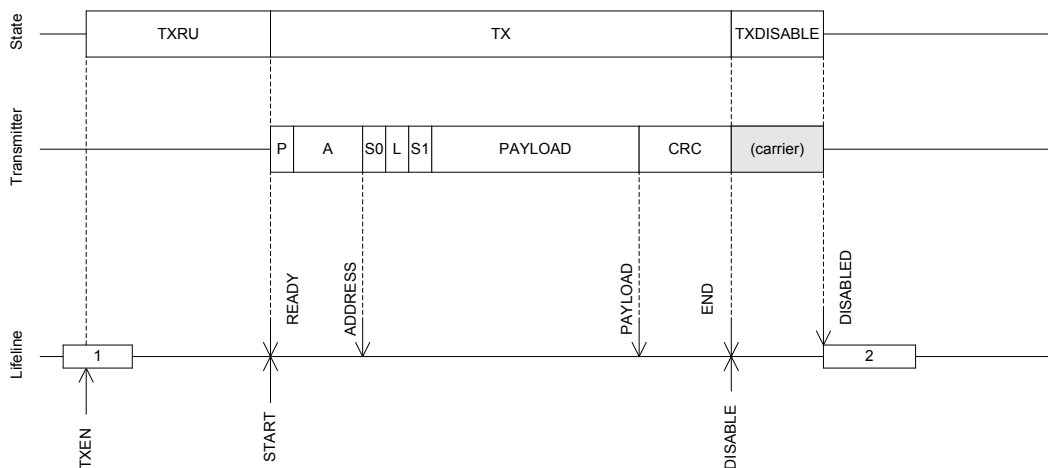 State
TXRU
TX
TXDISABLE
Transmitter
P
A
S0
L
S1
PAYLOAD
CRC
(carrier)
READY
ADDRESS
PAYLOAD
END
DISABLED
Lifeline
1
2
TXEN
START
DISABLE